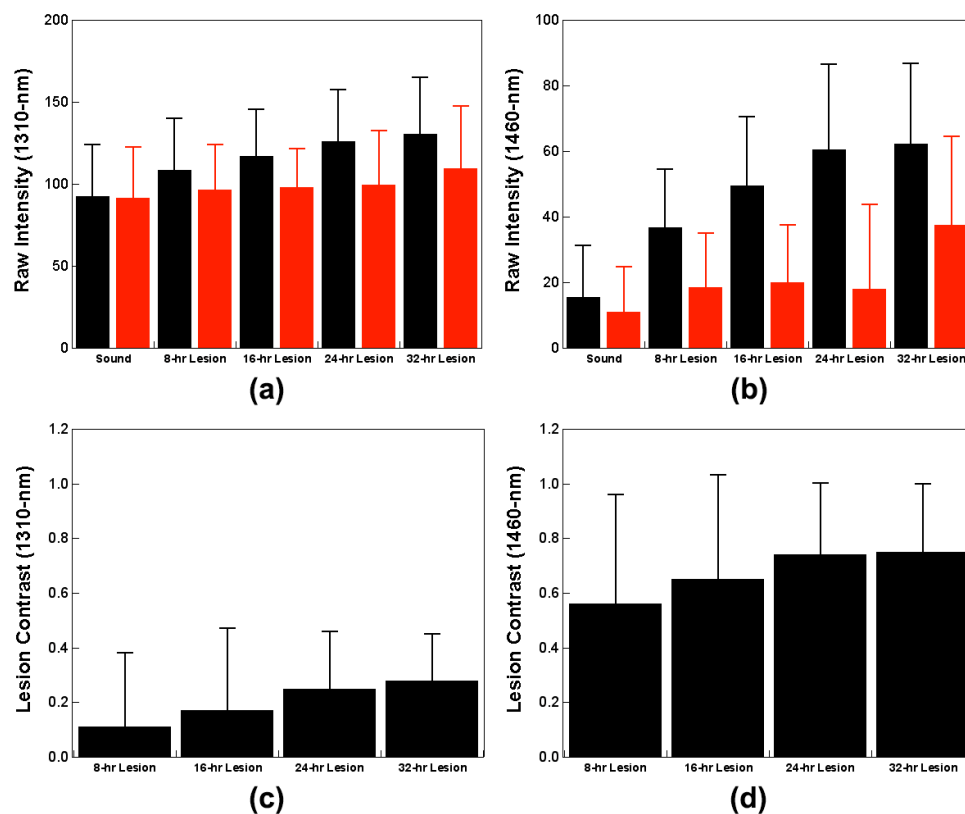 Raw Intensity (1310-nm)
200
150
100
50
0
Sound 8-hr Lesion 16-hr Lesion 24-hr Lesion 32-hr Lesion
(a)
Raw Intensity (1460-nm)
100
80
60
40
20
0
Sound 8-hr Lesion 16-hr Lesion 24-hr Lesion 32-hr Lesion
(b)
Lesion Contrast (1310-nm)
1.2
1.0
0.8
0.6
0.4
0.2
0.0
8-hr Lesion 16-hr Lesion 24-hr Lesion 32-hr Lesion
(c)
Lesion Contrast (1460-nm)
1.2
1.0
0.8
0.6
0.4
0.2
0.0
8-hr Lesion 16-hr Lesion 24-hr Lesion 32-hr Lesion
(d)